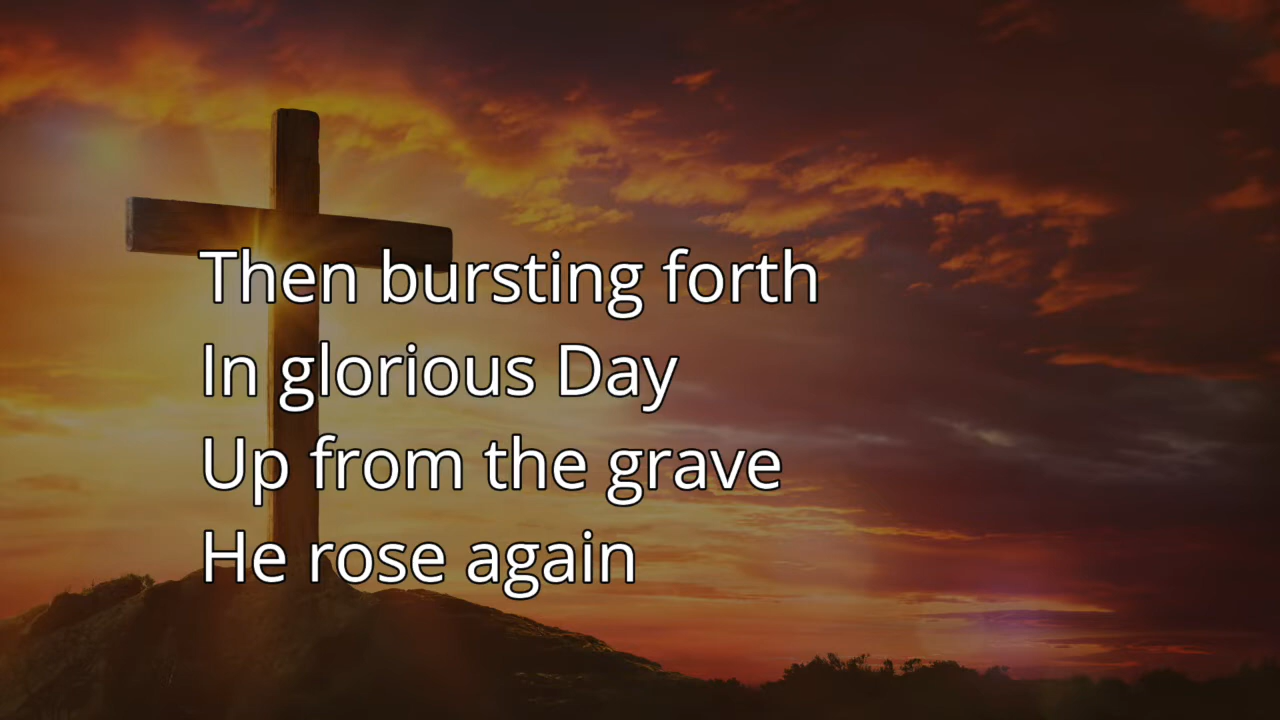 Then bursting forth
In glorious Day
Up from the grave
He rose again